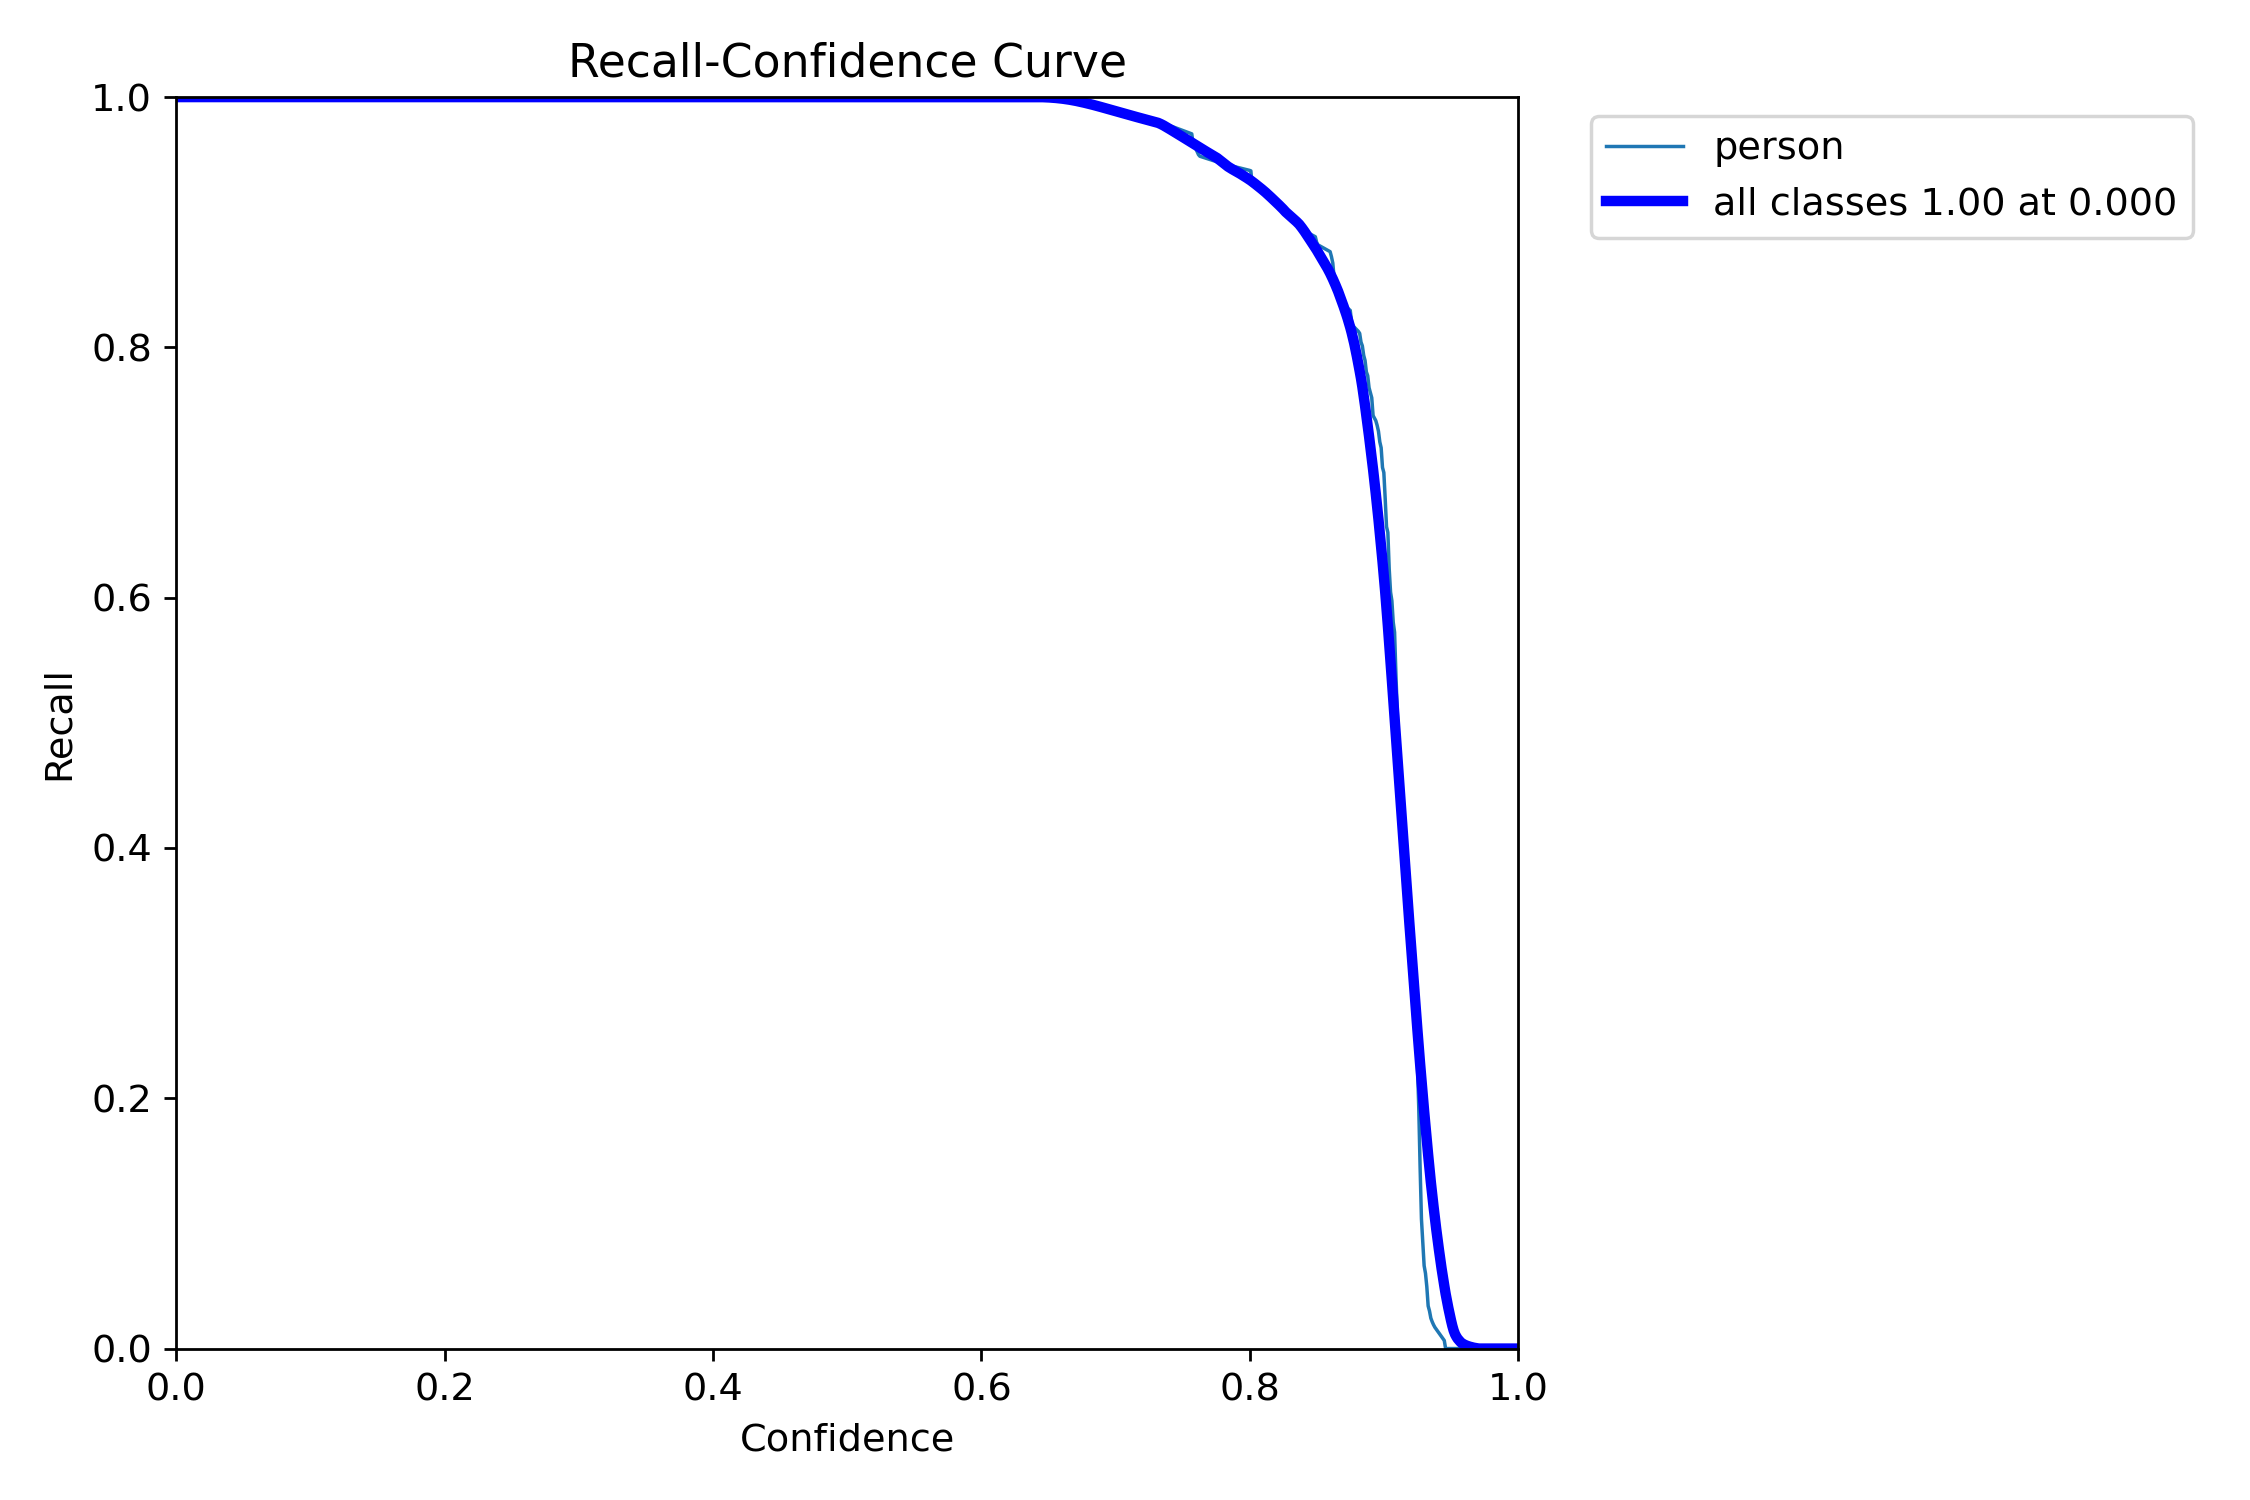 Recall-Confidence Curve
1.0
0.8
0.6
0.4
0.2
0.0
Recall
0.0 0.2 0.4 0.6 0.8 1.0
Confidence
person
all classes 1.00 at 0.000